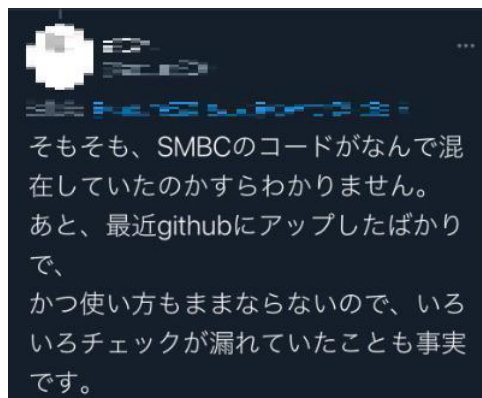 そもそも、SMBCのコードがなんで混
在していたのかすらわかりません。
あと、最近githubにアップしたばかり
で、
かつ使い方もままならないので、いろ
いろチェックが漏れていたことも事実
です。